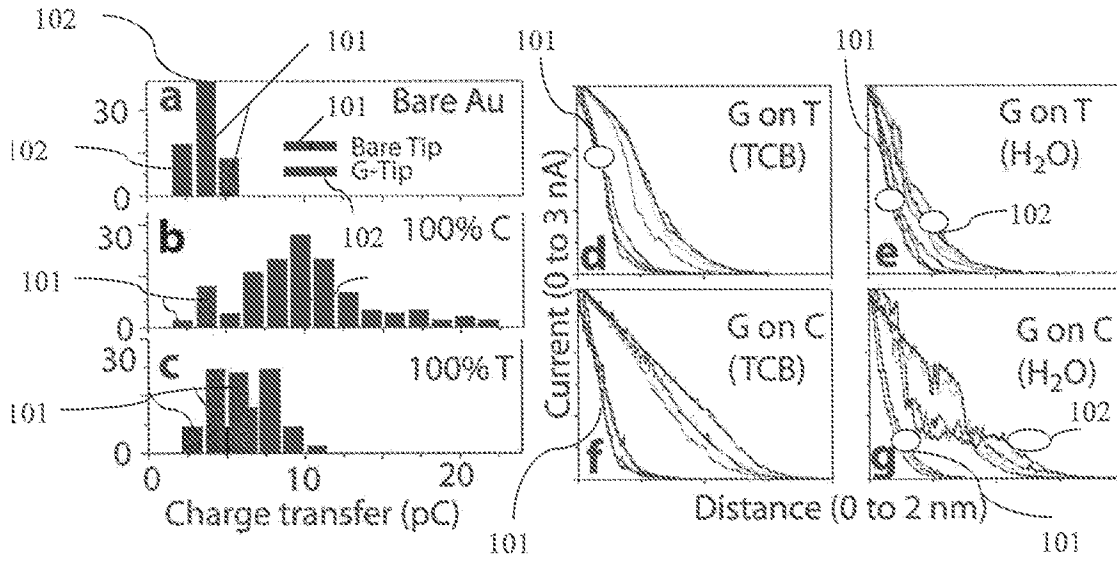 102
101
101
101
a
Bare Au
G on T
(TCB)
G on T
(H₂O)
30
101
Bare Tip
G-Tip
102
0
102
d
e
102
b
100% C
30
101
0
Current (0 to 3 nA)
c
100% T
G on C
(TCB)
G on C
(H₂O)
30
101
102
0
f
g
0
10
20
Charge transfer (pC)
Distance (0 to 2 nm)
101
101